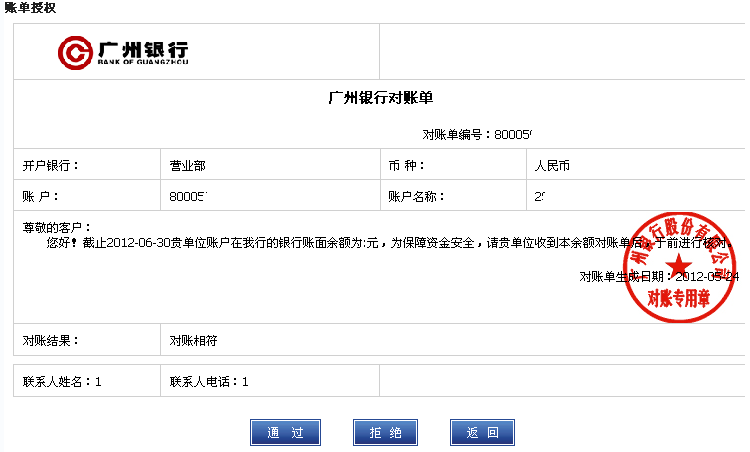 账单授权
广州银行
BANK OF GUANGZHOU
广州银行对账单
对账单编号：80005
开户银行： 营业部 币 种： 人民币
账 户： 80005 账户名称： 2
尊敬的客户：
您好！截止2012-06-30贵单位账户在我行的银行账面余额为:元，为保障资金安全，请贵单位收到本余额对账单后，于前进行核对。
对账单生成日期：2012-05-24
广州银行股份有限公司
对账专用章
对账结果： 对账相符
联系人姓名：1 联系人电话：1
通 过 拒 绝 返 回